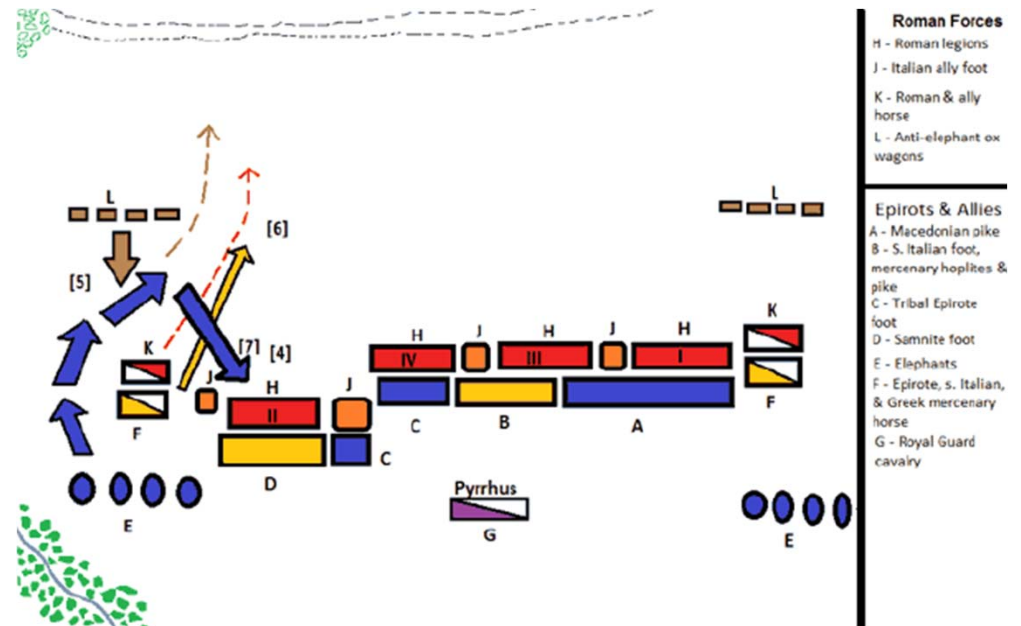 L
L
[6]
[5]
K
K
[7]
[4]
H
J
H
J
H
IV
III
I
J
H
J
II
F
F
C
B
A
D
C
E
Pyrrhus
G
E
Roman Forces
H - Roman legions
J - Italian ally foot
K - Roman & ally
horse
L - Anti-elephant ox
wagons
Epirots & Allies
A - Macedonian pike
B - S. Italian foot,
mercenary hoplites &
pike
C - Tribal Epirote
foot
D - Samnite foot
E - Elephants
F - Epirote, s. Italian,
& Greek mercenary
horse
G - Royal Guard
cavalry